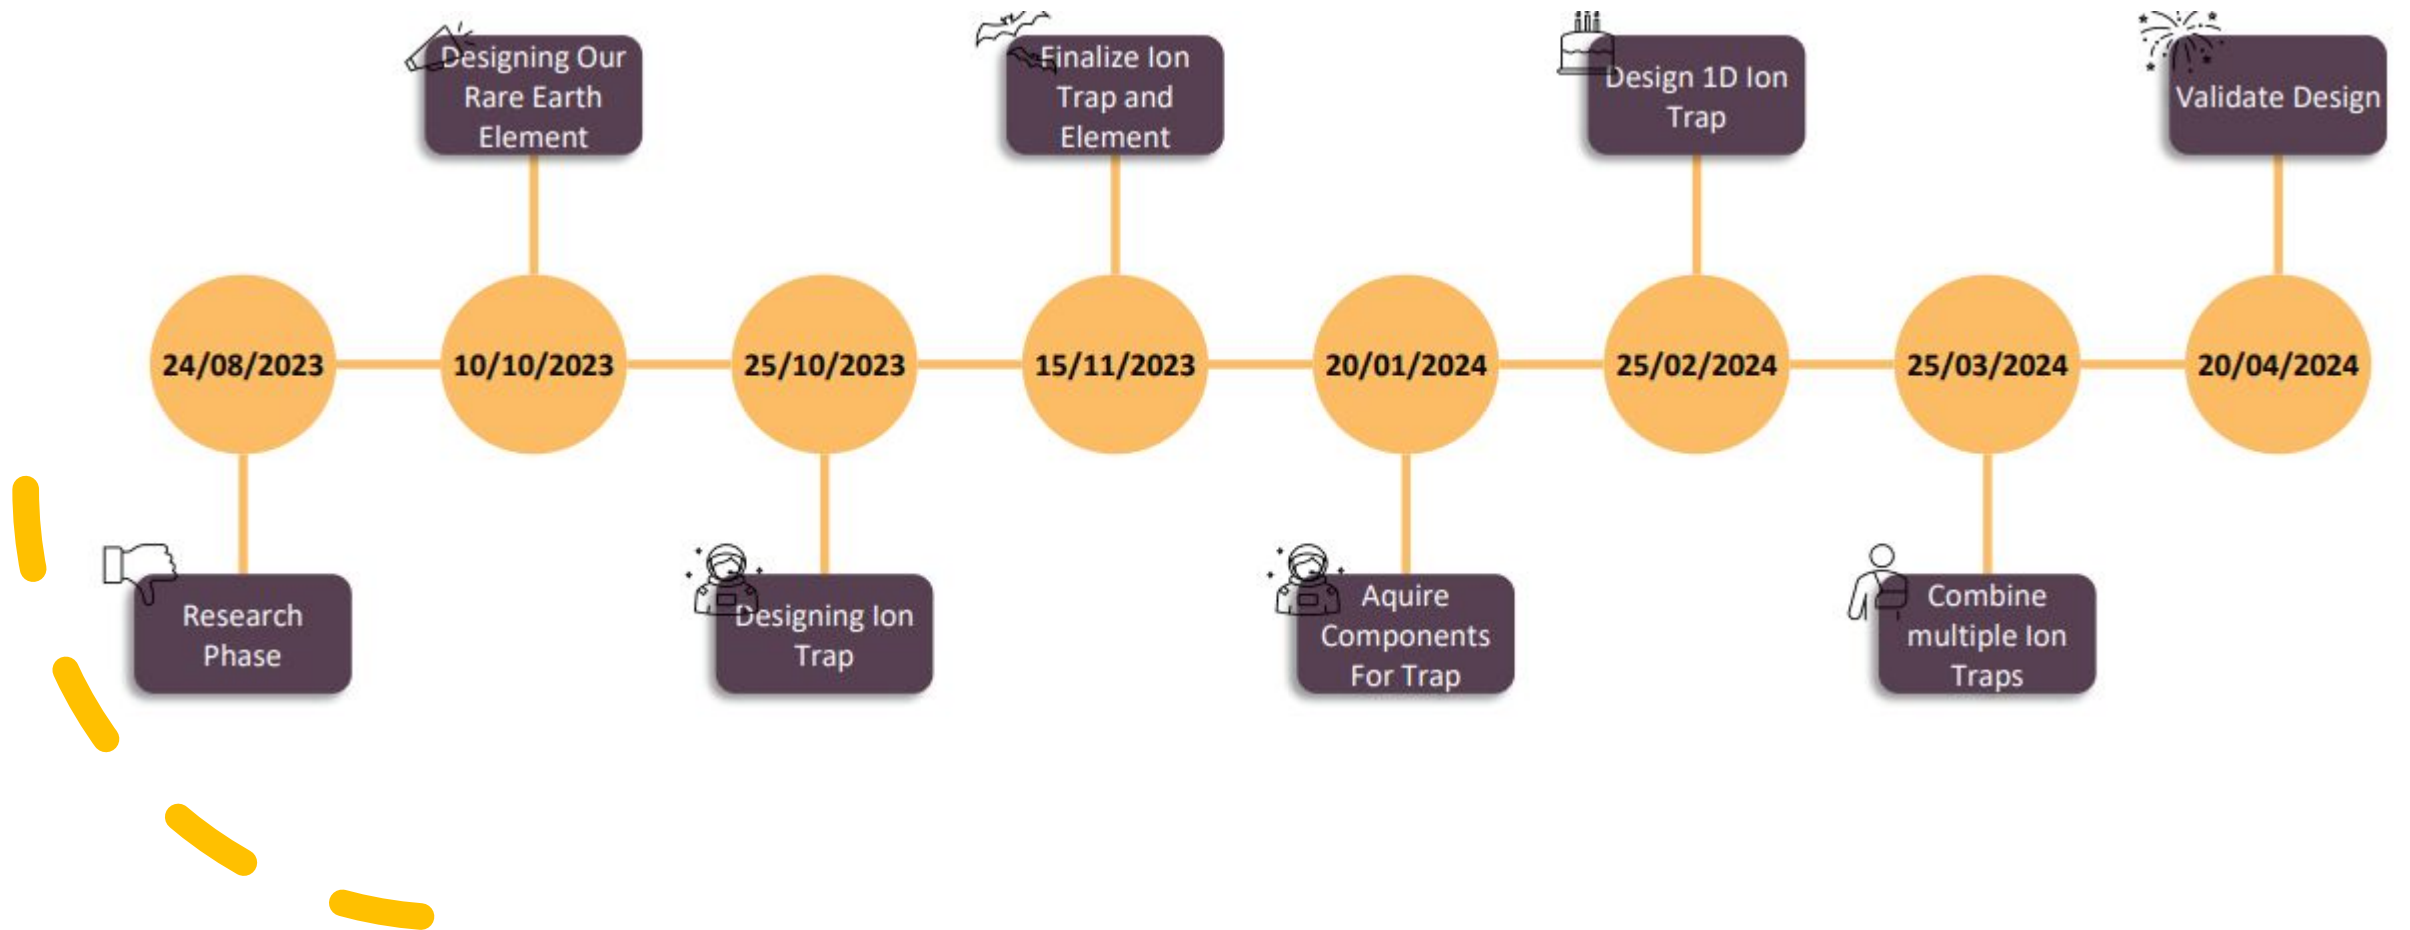 Designing Our
Rare Earth
Element
Finalize Ion
Trap and
Element
Design 1D Ion
Trap
Validate Design
24/08/2023
10/10/2023
25/10/2023
15/11/2023
20/01/2024
25/02/2024
25/03/2024
20/04/2024
Research
Phase
Designing Ion
Trap
Aquire
Components
For Trap
Combine
multiple Ion
Traps